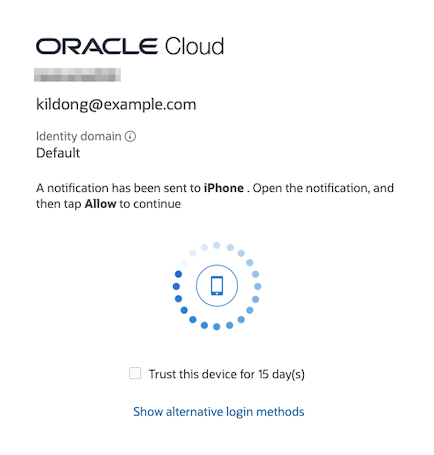 ORACLE Cloud
kildong@example.com
Identity domain
Default
A notification has been sent to iPhone . Open the notification, and
then tap Allow to continue
Trust this device for 15 day(s)
Show alternative login methods